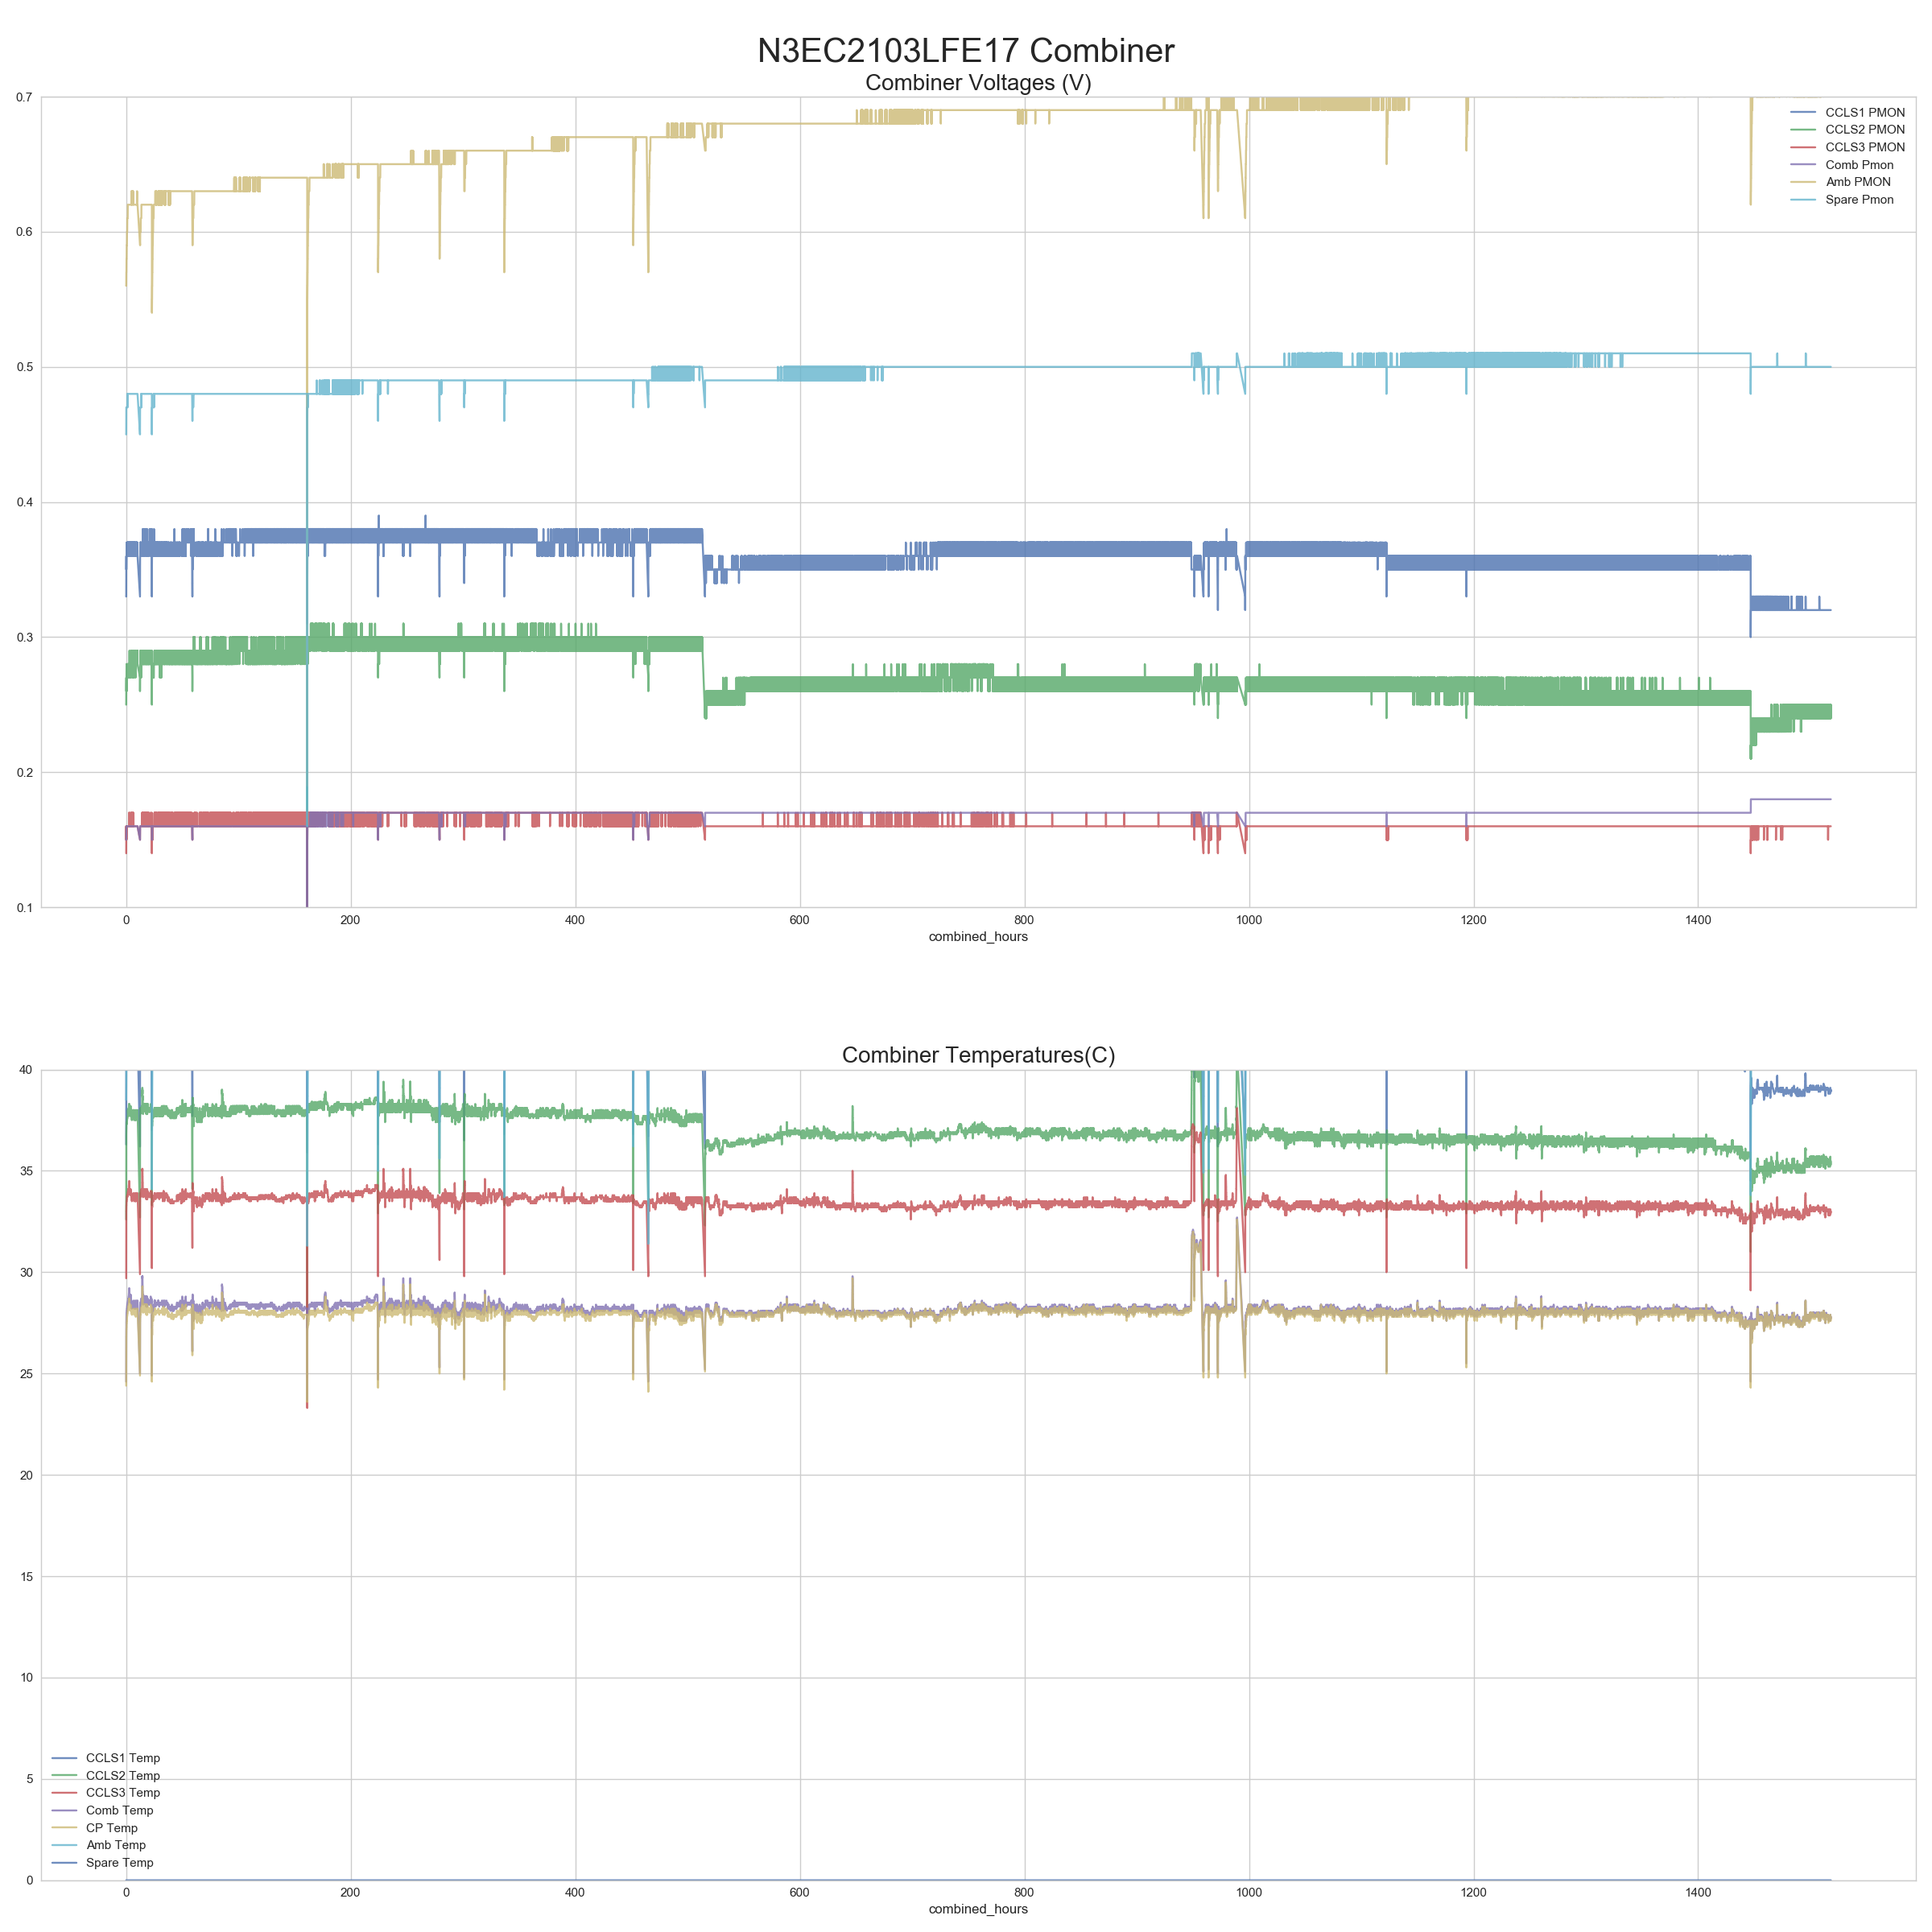 N3EC2103LFE17 Combiner
Combiner Voltages (V)
0.7
0.6
0.5
0.4
0.3
0.2
0.1
CCLS1 PMON
CCLS2 PMON
CCLS3 PMON
Comb Pmon
Amb PMON
Spare Pmon
0 200 400 600 800 1000 1200 1400
combined_hours
Combiner Temperatures(C)
40
35
30
25
20
15
10
5
0
CCLS1 Temp
CCLS2 Temp
CCLS3 Temp
Comb Temp
CP Temp
Amb Temp
Spare Temp
0 200 400 600 800 1000 1200 1400
combined_hours